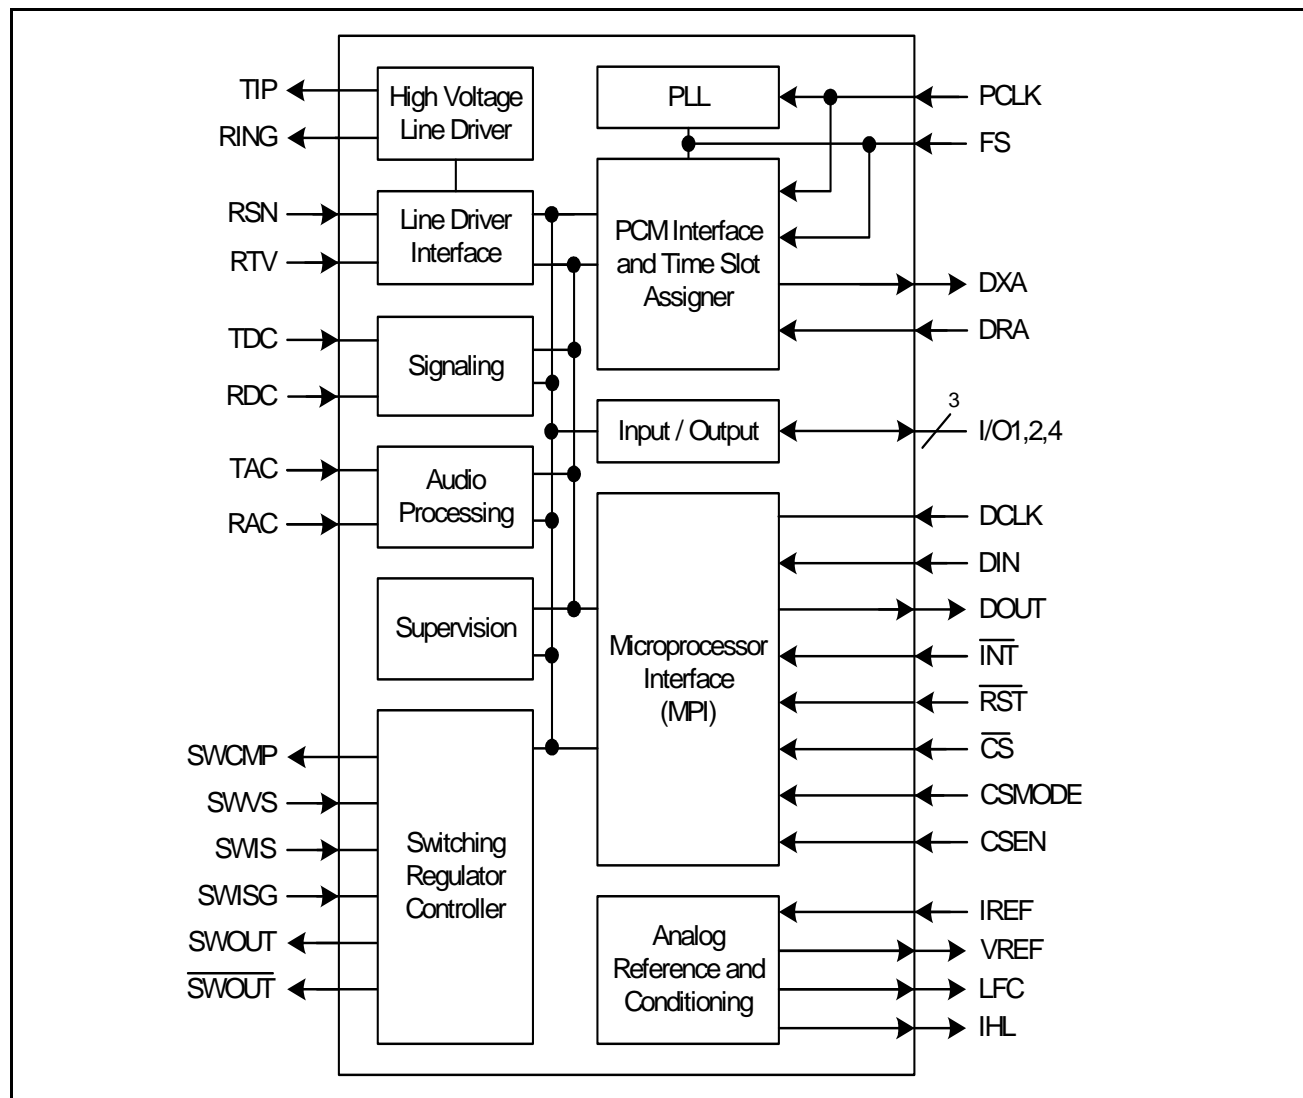 TIP
RING
RSN
RTV
TDC
RDC
TAC
RAC
SWCMP
SWVS
SWIS
SWISG
SWOUT
SWOUT
High Voltage
Line Driver
Line Driver
Interface
Signaling
Audio
Processing
Supervision
Switching
Regulator
Controller
PLL
PCM Interface
and Time Slot
Assigner
Input / Output
Microprocessor
Interface
(MPI)
Analog
Reference and
Conditioning
PCLK
FS
DXA
DRA
3
I/O1,2,4
DCLK
DIN
DOUT
INT
RST
CS
CSMODE
CSEN
IREF
VREF
LFC
IHL